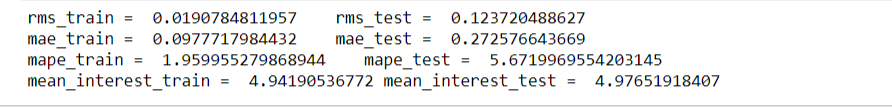 rms_train =  0.0190784811957    rms_test =  0.123720488627
mae_train =  0.0977717984432    mae_test =  0.272576643669
mape_train =  1.959955279868944    mape_test =  5.6719969554203145
mean_interest_train =  4.94190536772 mean_interest_test =  4.97651918407